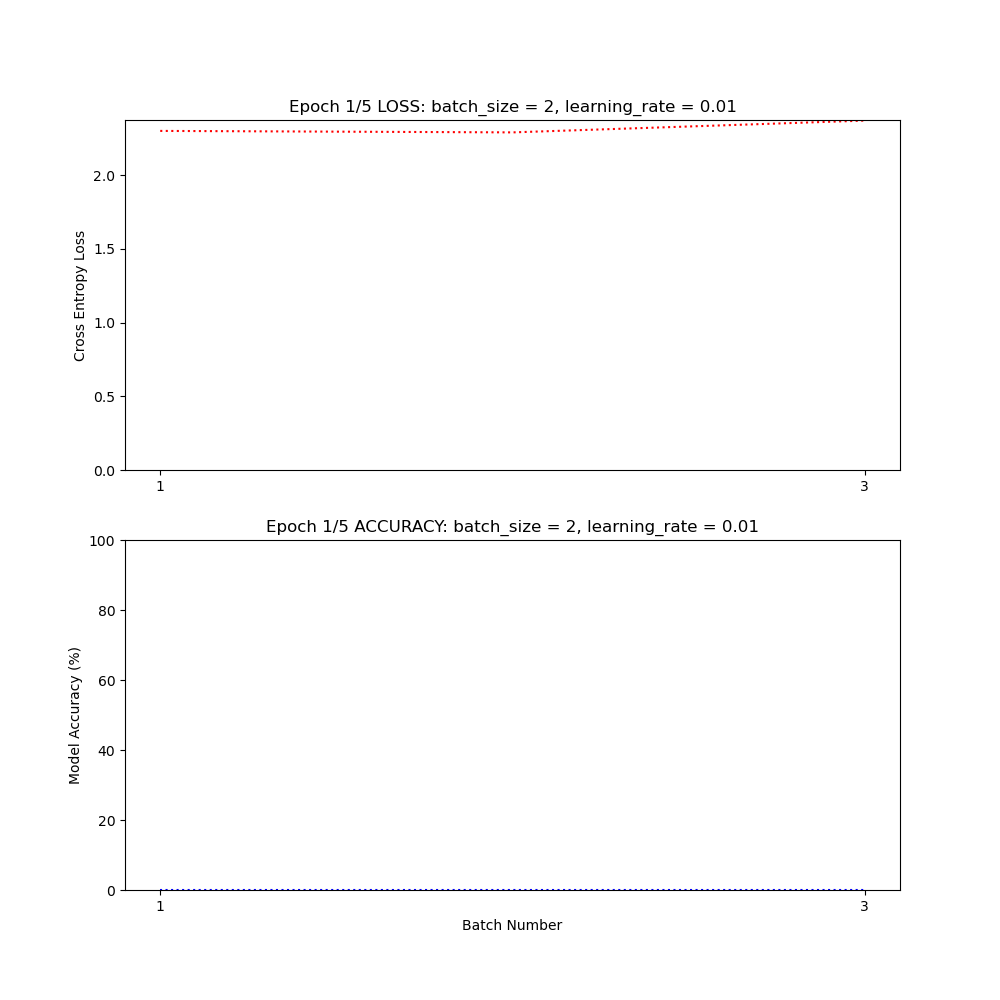 Epoch 1/5 LOSS: batch_size = 2, learning_rate = 0.01
Cross Entropy Loss
2.0
1.5
1.0
0.5
0.0
1 3
Epoch 1/5 ACCURACY: batch_size = 2, learning_rate = 0.01
Model Accuracy (%)
100
80
60
40
20
0
1 3
Batch Number